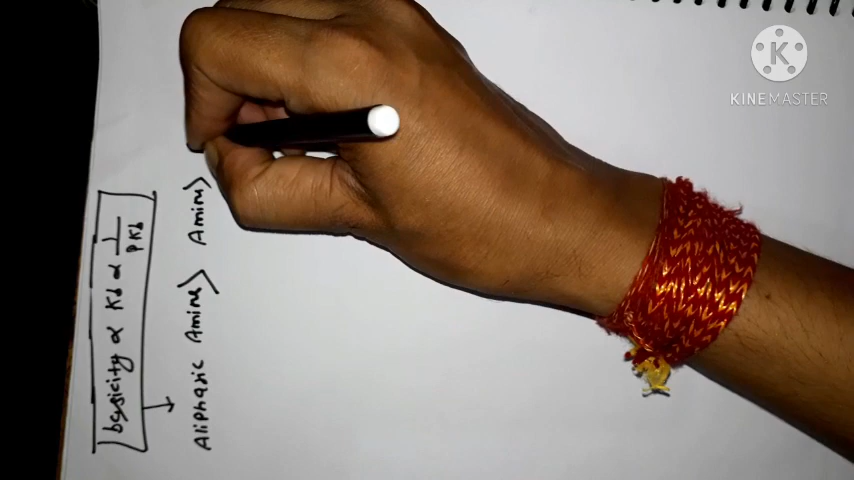 basicity ∝ Kb ∝ 1/PKb
Aliphatic Amine > Amine >
K
KINEMASTER